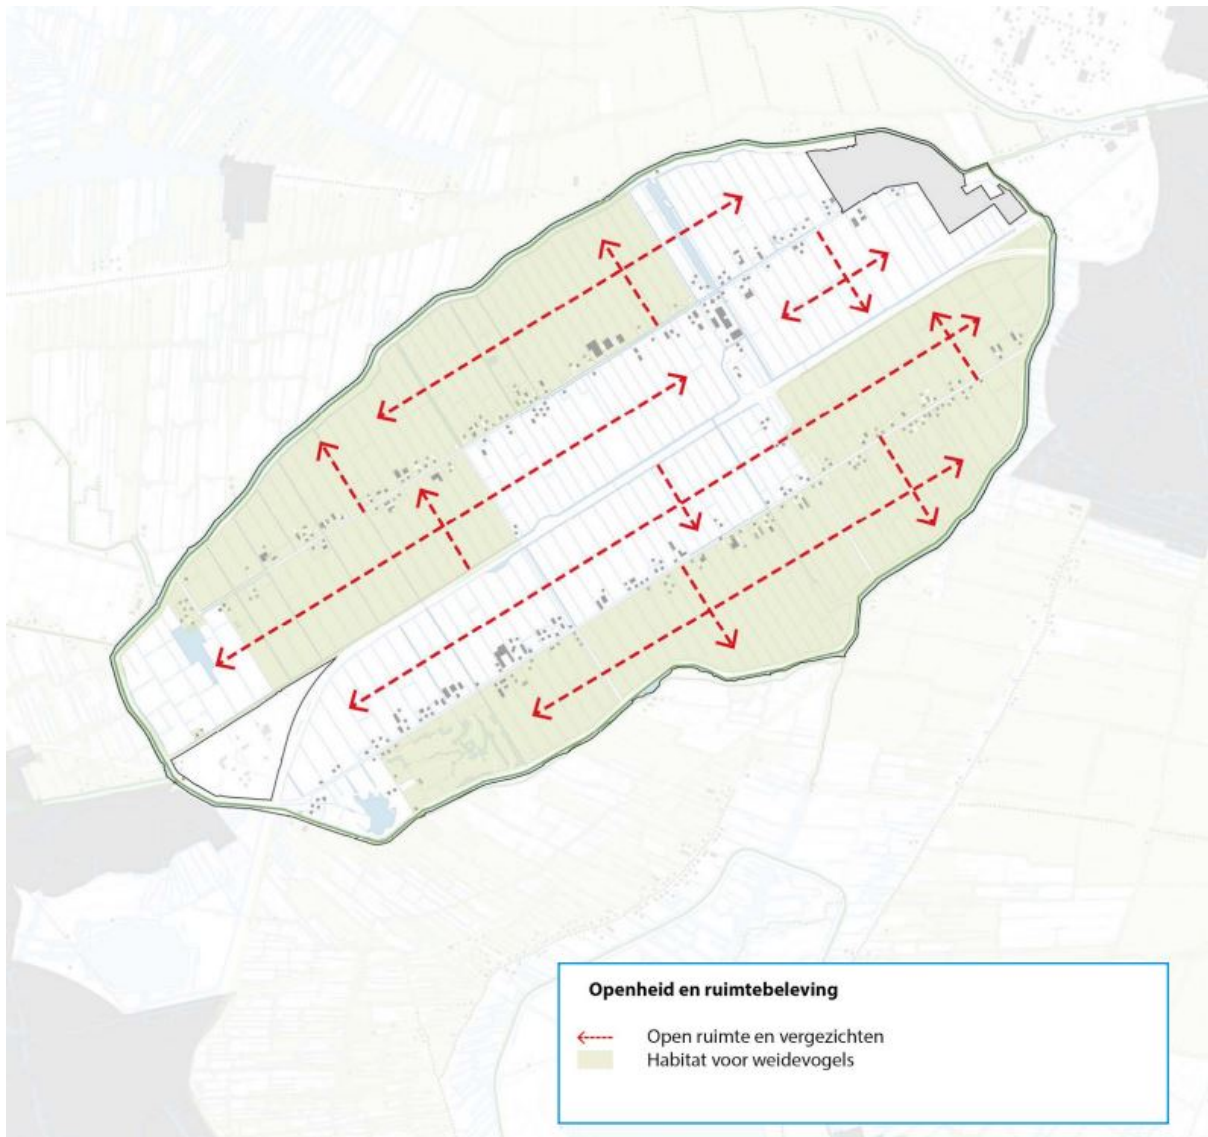 Openheid en ruimtebeleving
Open ruimte en vergezichten
Habitat voor weidevogels